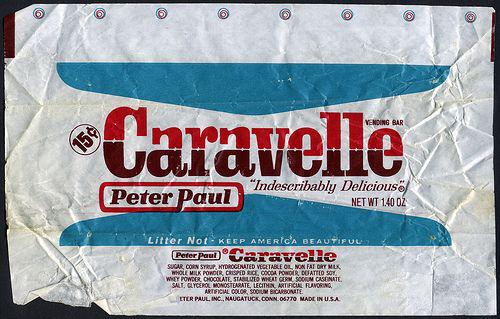 15¢
VENDING BAR
Caravelle
Peter Paul
"Indescribably Delicious"®
NET WT 1.40 OZ
Litter Not - KEEP AMERICA BEAUTIFUL
Peter Paul ®Caravelle
SUGAR, CORN SYRUP, HYDROGENATED VEGETABLE OIL, NON FAT DRY MILK,
WHOLE MILK POWDER, CRISPED RICE, COCOA POWDER, DEFATTED SOY,
WHEY POWDER, CHOCOLATE, STABILIZED WHEAT GERM, SODIUM CASEINATE,
SALT, GLYCEROL MONOSTEARATE, LECITHIN, ARTIFICIAL FLAVORING,
ARTIFICIAL COLOR, SODIUM BICARBONATE.
ETER PAUL, INC., NAUGATUCK, CONN. 06770 MADE IN U.S.A.